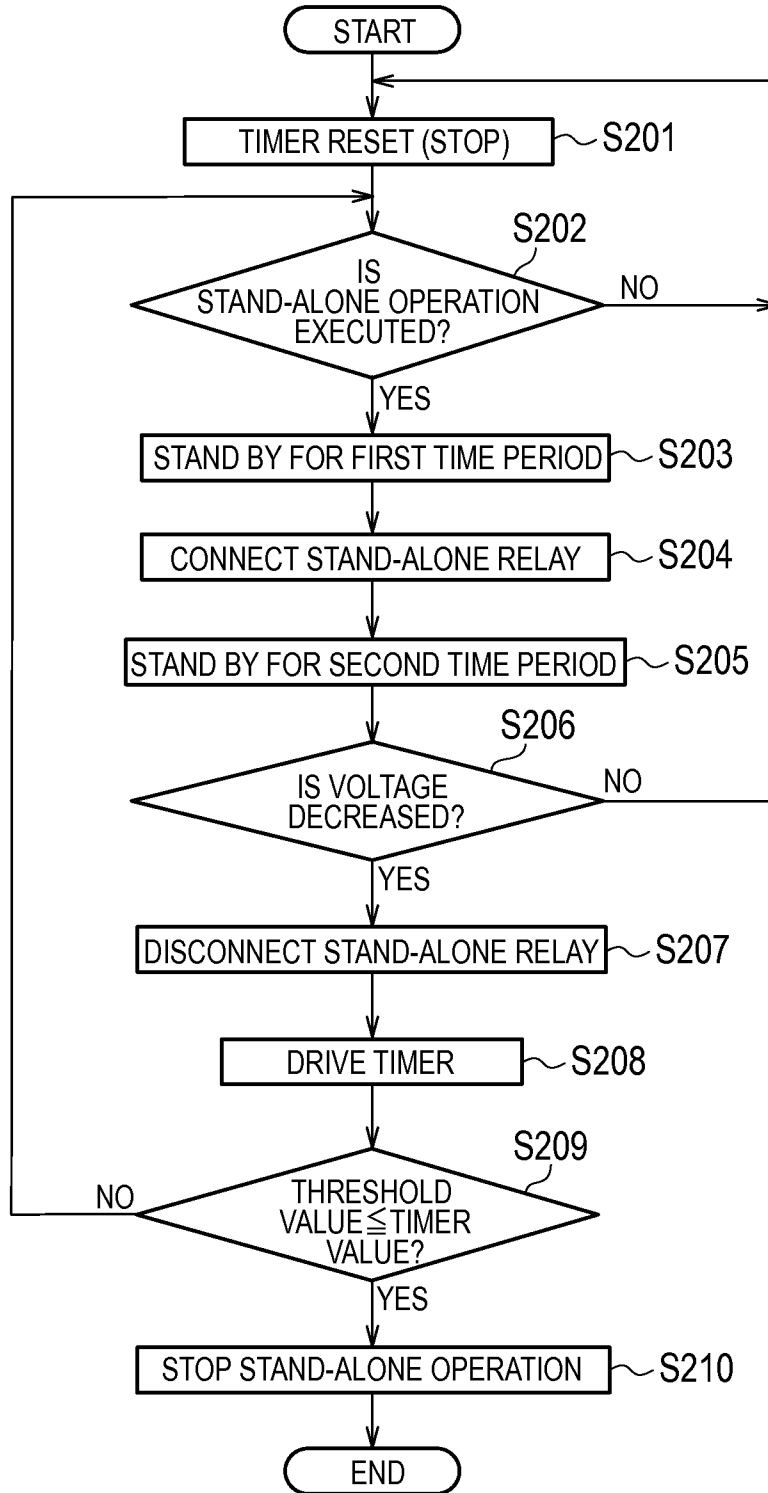 START
TIMER RESET (STOP)
S201
S202
IS
STAND-ALONE OPERATION
EXECUTED?
NO
YES
STAND BY FOR FIRST TIME PERIOD
S203
CONNECT STAND-ALONE RELAY
S204
STAND BY FOR SECOND TIME PERIOD
S205
S206
IS VOLTAGE
DECREASED?
NO
YES
DISCONNECT STAND-ALONE RELAY
S207
DRIVE TIMER
S208
S209
THRESHOLD
VALUE≦TIMER
VALUE?
NO
YES
STOP STAND-ALONE OPERATION
S210
END